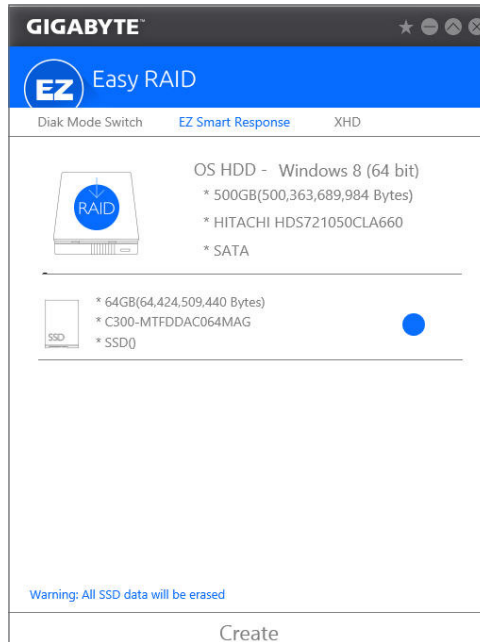 GIGABYTE™
EZ Easy RAID
Diak Mode Switch EZ Smart Response XHD
OS HDD - Windows 8 (64 bit)
* 500GB(500,363,689,984 Bytes)
RAID
* HITACHI HDS721050CLA660
* SATA
* 64GB(64,424,509,440 Bytes)
* C300-MTFDDAC064MAG
SSD
* SSD()
Warning: All SSD data will be erased
Create